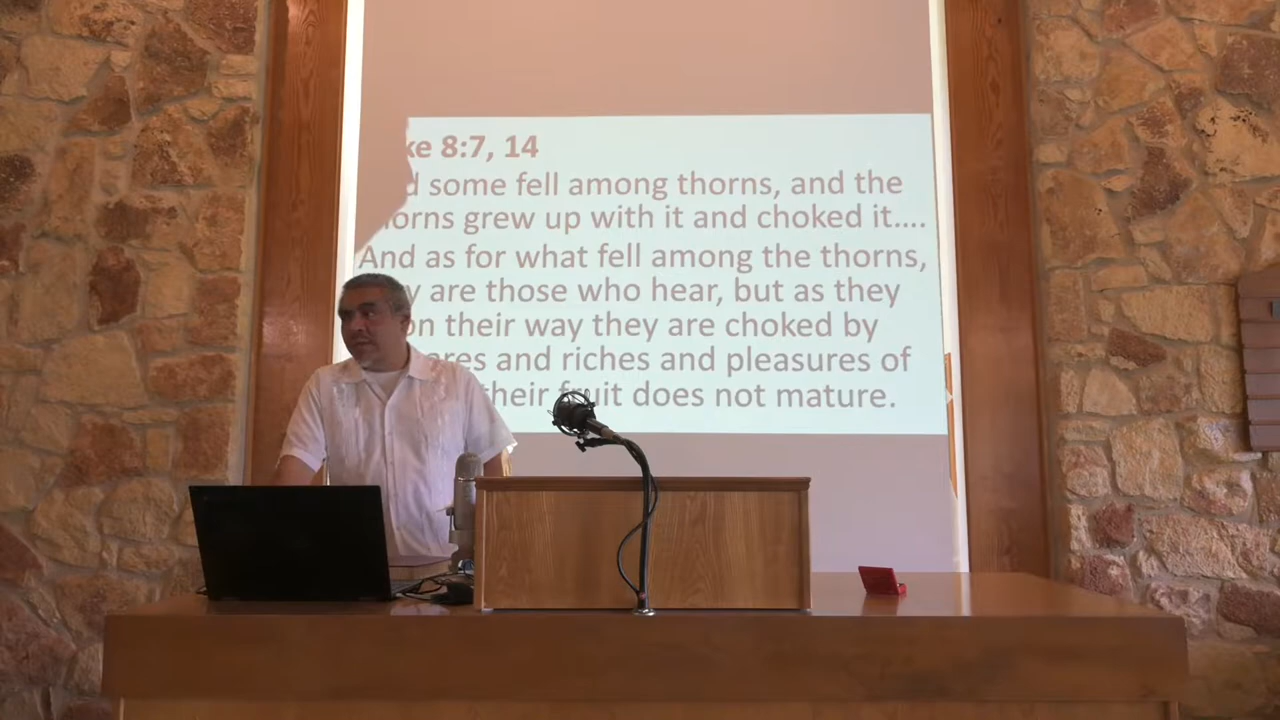 ke 8:7, 14
d some fell among thorns, and the
horns grew up with it and choked it....
And as for what fell among the thorns,
y are those who hear, but as they
on their way they are choked by
ares and riches and pleasures of
their fruit does not mature.